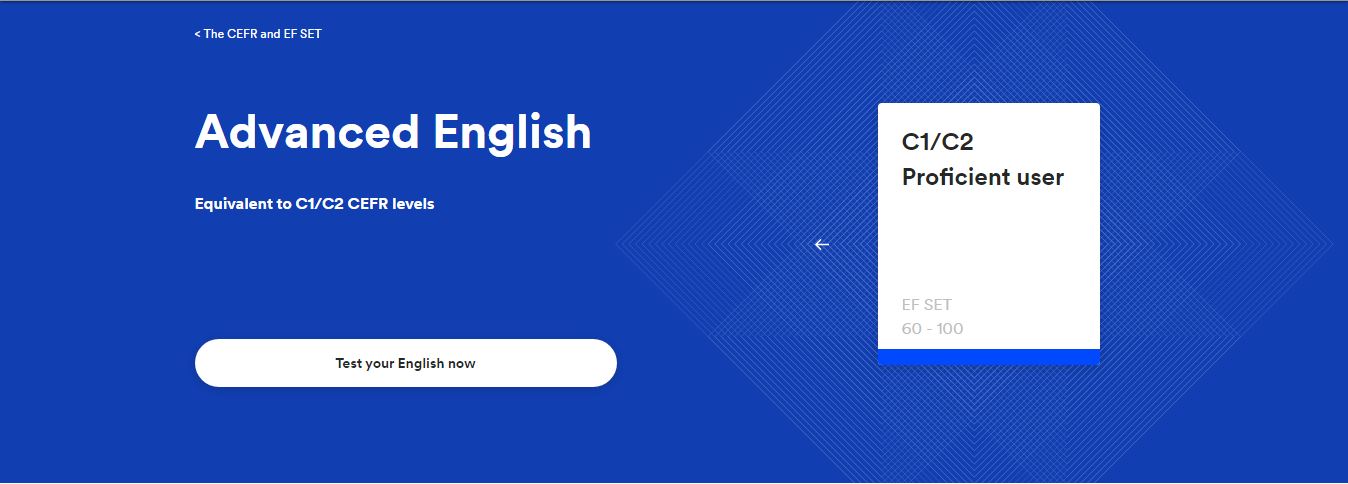 < The CEFR and EF SET
Advanced English
Equivalent to C1/C2 CEFR levels
Test your English now
C1/C2
Proficient user
EF SET
60 - 100